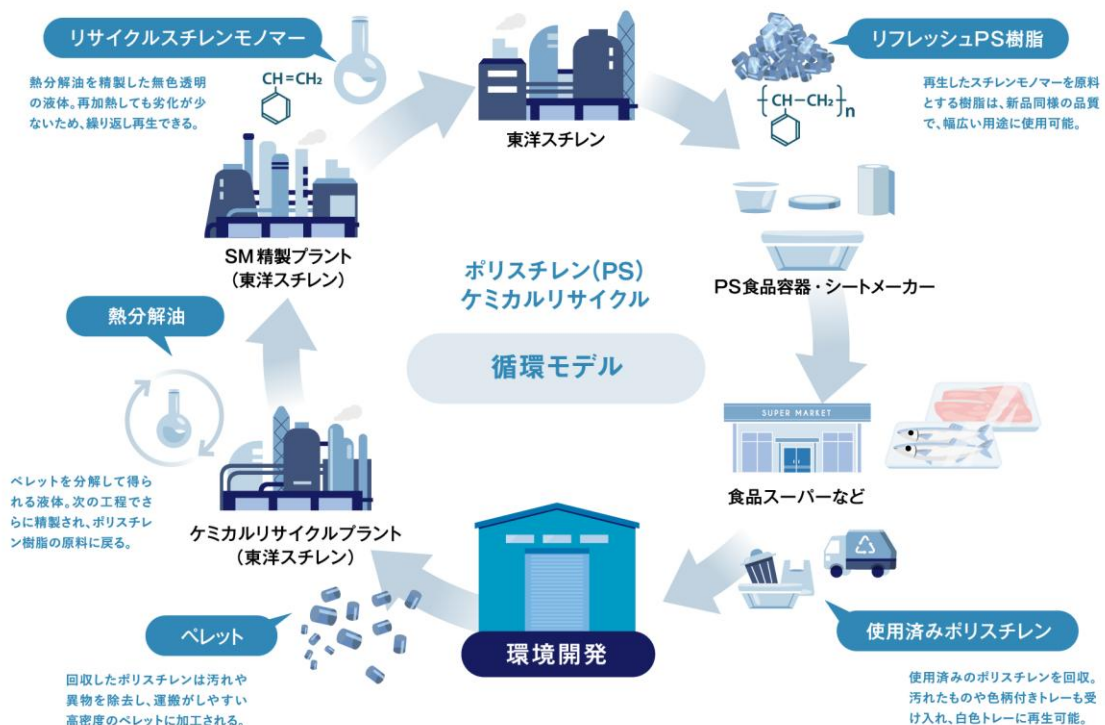 リサイクルスチレンモノマー
熱分解油を精製した無色透明
の液体。再加熱しても劣化が少
ないため、繰り返し再生できる。
CH=CH₂
東洋スチレン
リフレッシュPS樹脂
再生したスチレンモノマーを原料
とする樹脂は、新品同様の品質
で、幅広い用途に使用可能。
CH－CH₂
n
SM精製プラント
（東洋スチレン）
ポリスチレン（PS）
ケミカルリサイクル
循環モデル
PS食品容器・シートメーカー
熱分解油
ペレットを分解して得ら
れる液体。次の工程でさ
らに精製され、ポリスチレ
ン樹脂の原料に戻る。
SUPER MARKET
食品スーパーなど
ケミカルリサイクルプラント
（東洋スチレン）
環境開発
ペレット
回収したポリスチレンは汚れや
異物を除去し、運搬がしやすい
高密度のペレットに加工される。
使用済みポリスチレン
使用済みのポリスチレンを回収。
汚れたものや色柄付きトレーも受
け入れ、白色トレーに再生可能。